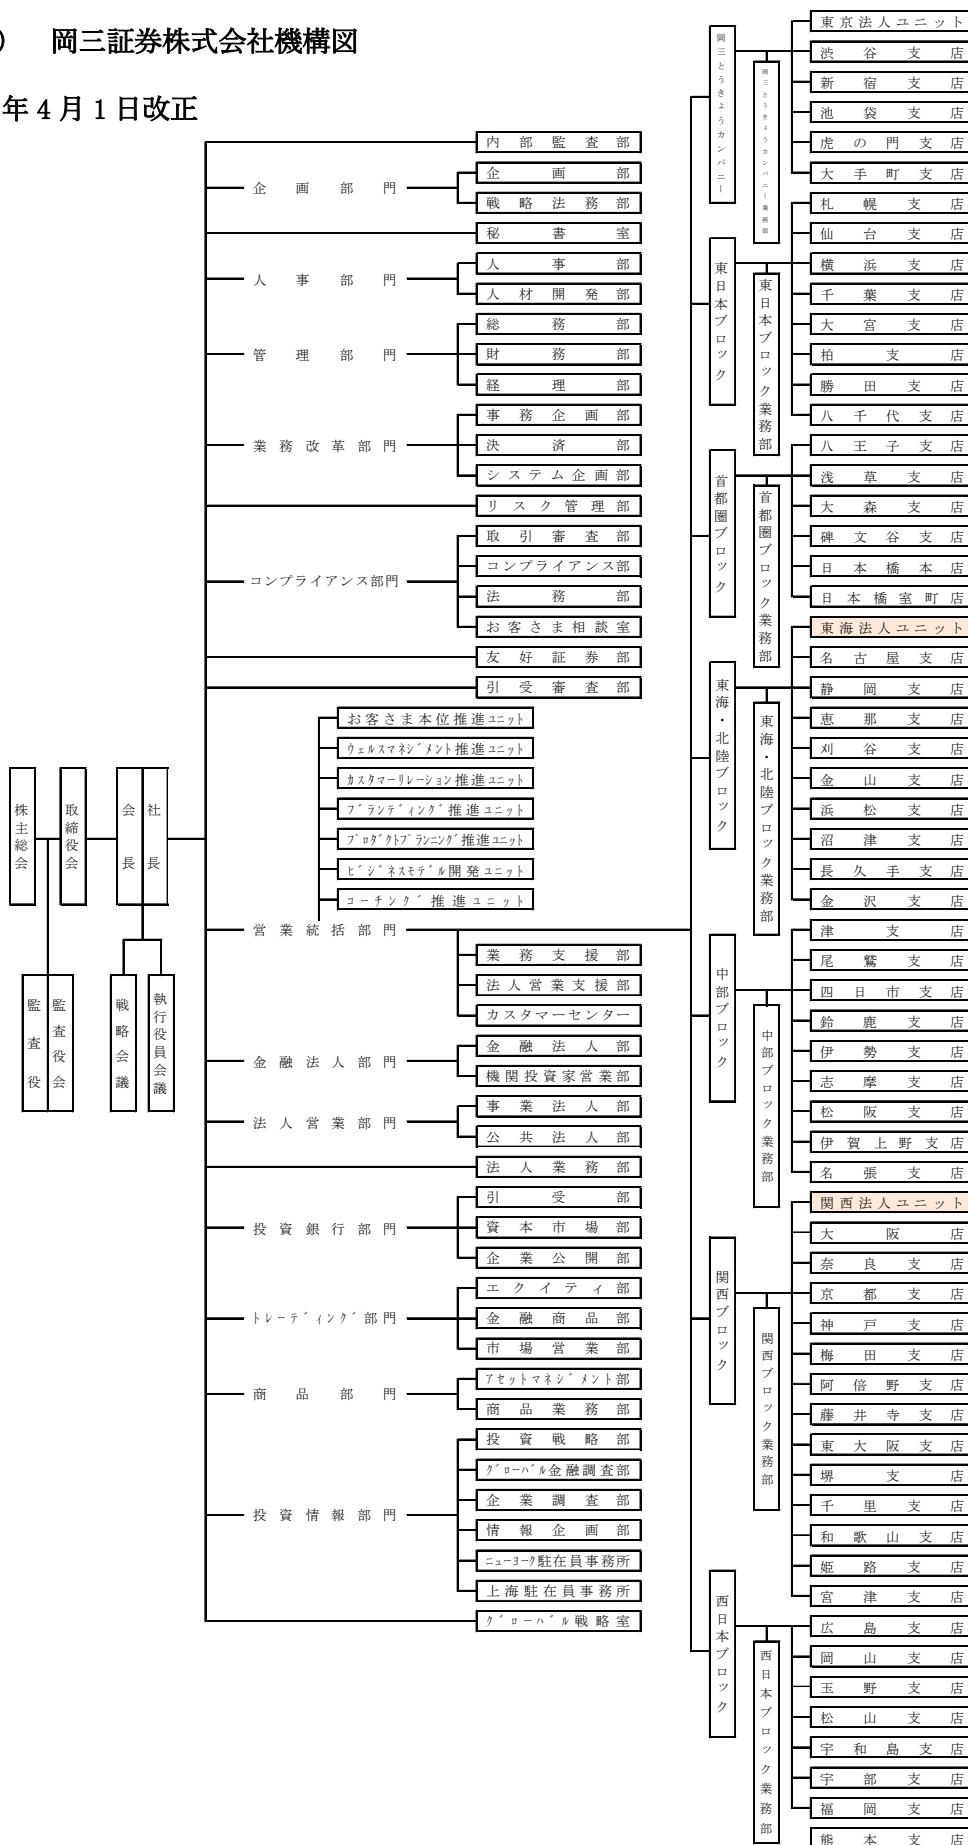 ) 岡三証券株式会社機構図
年４月１日改正
株主総会
取締役会
会長
社長
監査役
監査役会
戦略会議
執行役員会議
内部監査部
企画部門
企画部
戦略法務部
秘書室
人事部門
人事部
人材開発部
管理部門
総務部
財務部
経理部
業務改革部門
事務企画部
決済部
システム企画部
リスク管理部
コンプライアンス部門
取引審査部
コンプライアンス部
法務部
お客さま相談室
友好証券部
引受審査部
お客さま本位推進ユニット
ウェルスマネジメント推進ユニット
カスタマーリレーション推進ユニット
ブランディング推進ユニット
プロダクトプランニング推進ユニット
ビジネスモデル開発ユニット
コーチング推進ユニット
営業統括部門
業務支援部
法人営業支援部
カスタマーセンター
金融法人部門
金融法人部
機関投資家営業部
法人営業部門
事業法人部
公共法人部
法人業務部
投資銀行部門
引受部
資本市場部
企業公開部
トレーディング部門
エクイティ部
金融商品部
市場営業部
商品部門
アセットマネジメント部
商品業務部
投資情報部門
投資戦略部
グローバル金融調査部
企業調査部
情報企画部
ニューヨーク駐在員事務所
上海駐在員事務所
グローバル戦略室
岡三とうきょうカンパニー
岡三とうきょうカンパニー業務部
東京法人ユニット
渋谷支店
新宿支店
池袋支店
虎の門支店
大手町支店
東日本ブロック
東日本ブロック業務部
札幌支店
仙台支店
横浜支店
千葉支店
大宮支店
柏支店
勝田支店
八千代支店
首都圏ブロック
首都圏ブロック業務部
八王子支店
浅草支店
大森支店
碑文谷支店
日本橋本店
日本橋室町店
東海・北陸ブロック
東海・北陸ブロック業務部
東海法人ユニット
名古屋支店
静岡支店
恵那支店
刈谷支店
金山支店
浜松支店
沼津支店
長久手支店
金沢支店
中部ブロック
中部ブロック業務部
津支店
尾鷲支店
四日市支店
鈴鹿支店
伊勢支店
志摩支店
松阪支店
伊賀上野支店
名張支店
関西ブロック
関西ブロック業務部
関西法人ユニット
大阪店
奈良支店
京都支店
神戸支店
梅田支店
阿倍野支店
藤井寺支店
東大阪支店
堺支店
千里支店
和歌山支店
姫路支店
宮津支店
西日本ブロック
西日本ブロック業務部
広島支店
岡山支店
玉野支店
松山支店
宇和島支店
宇部支店
福岡支店
熊本支店